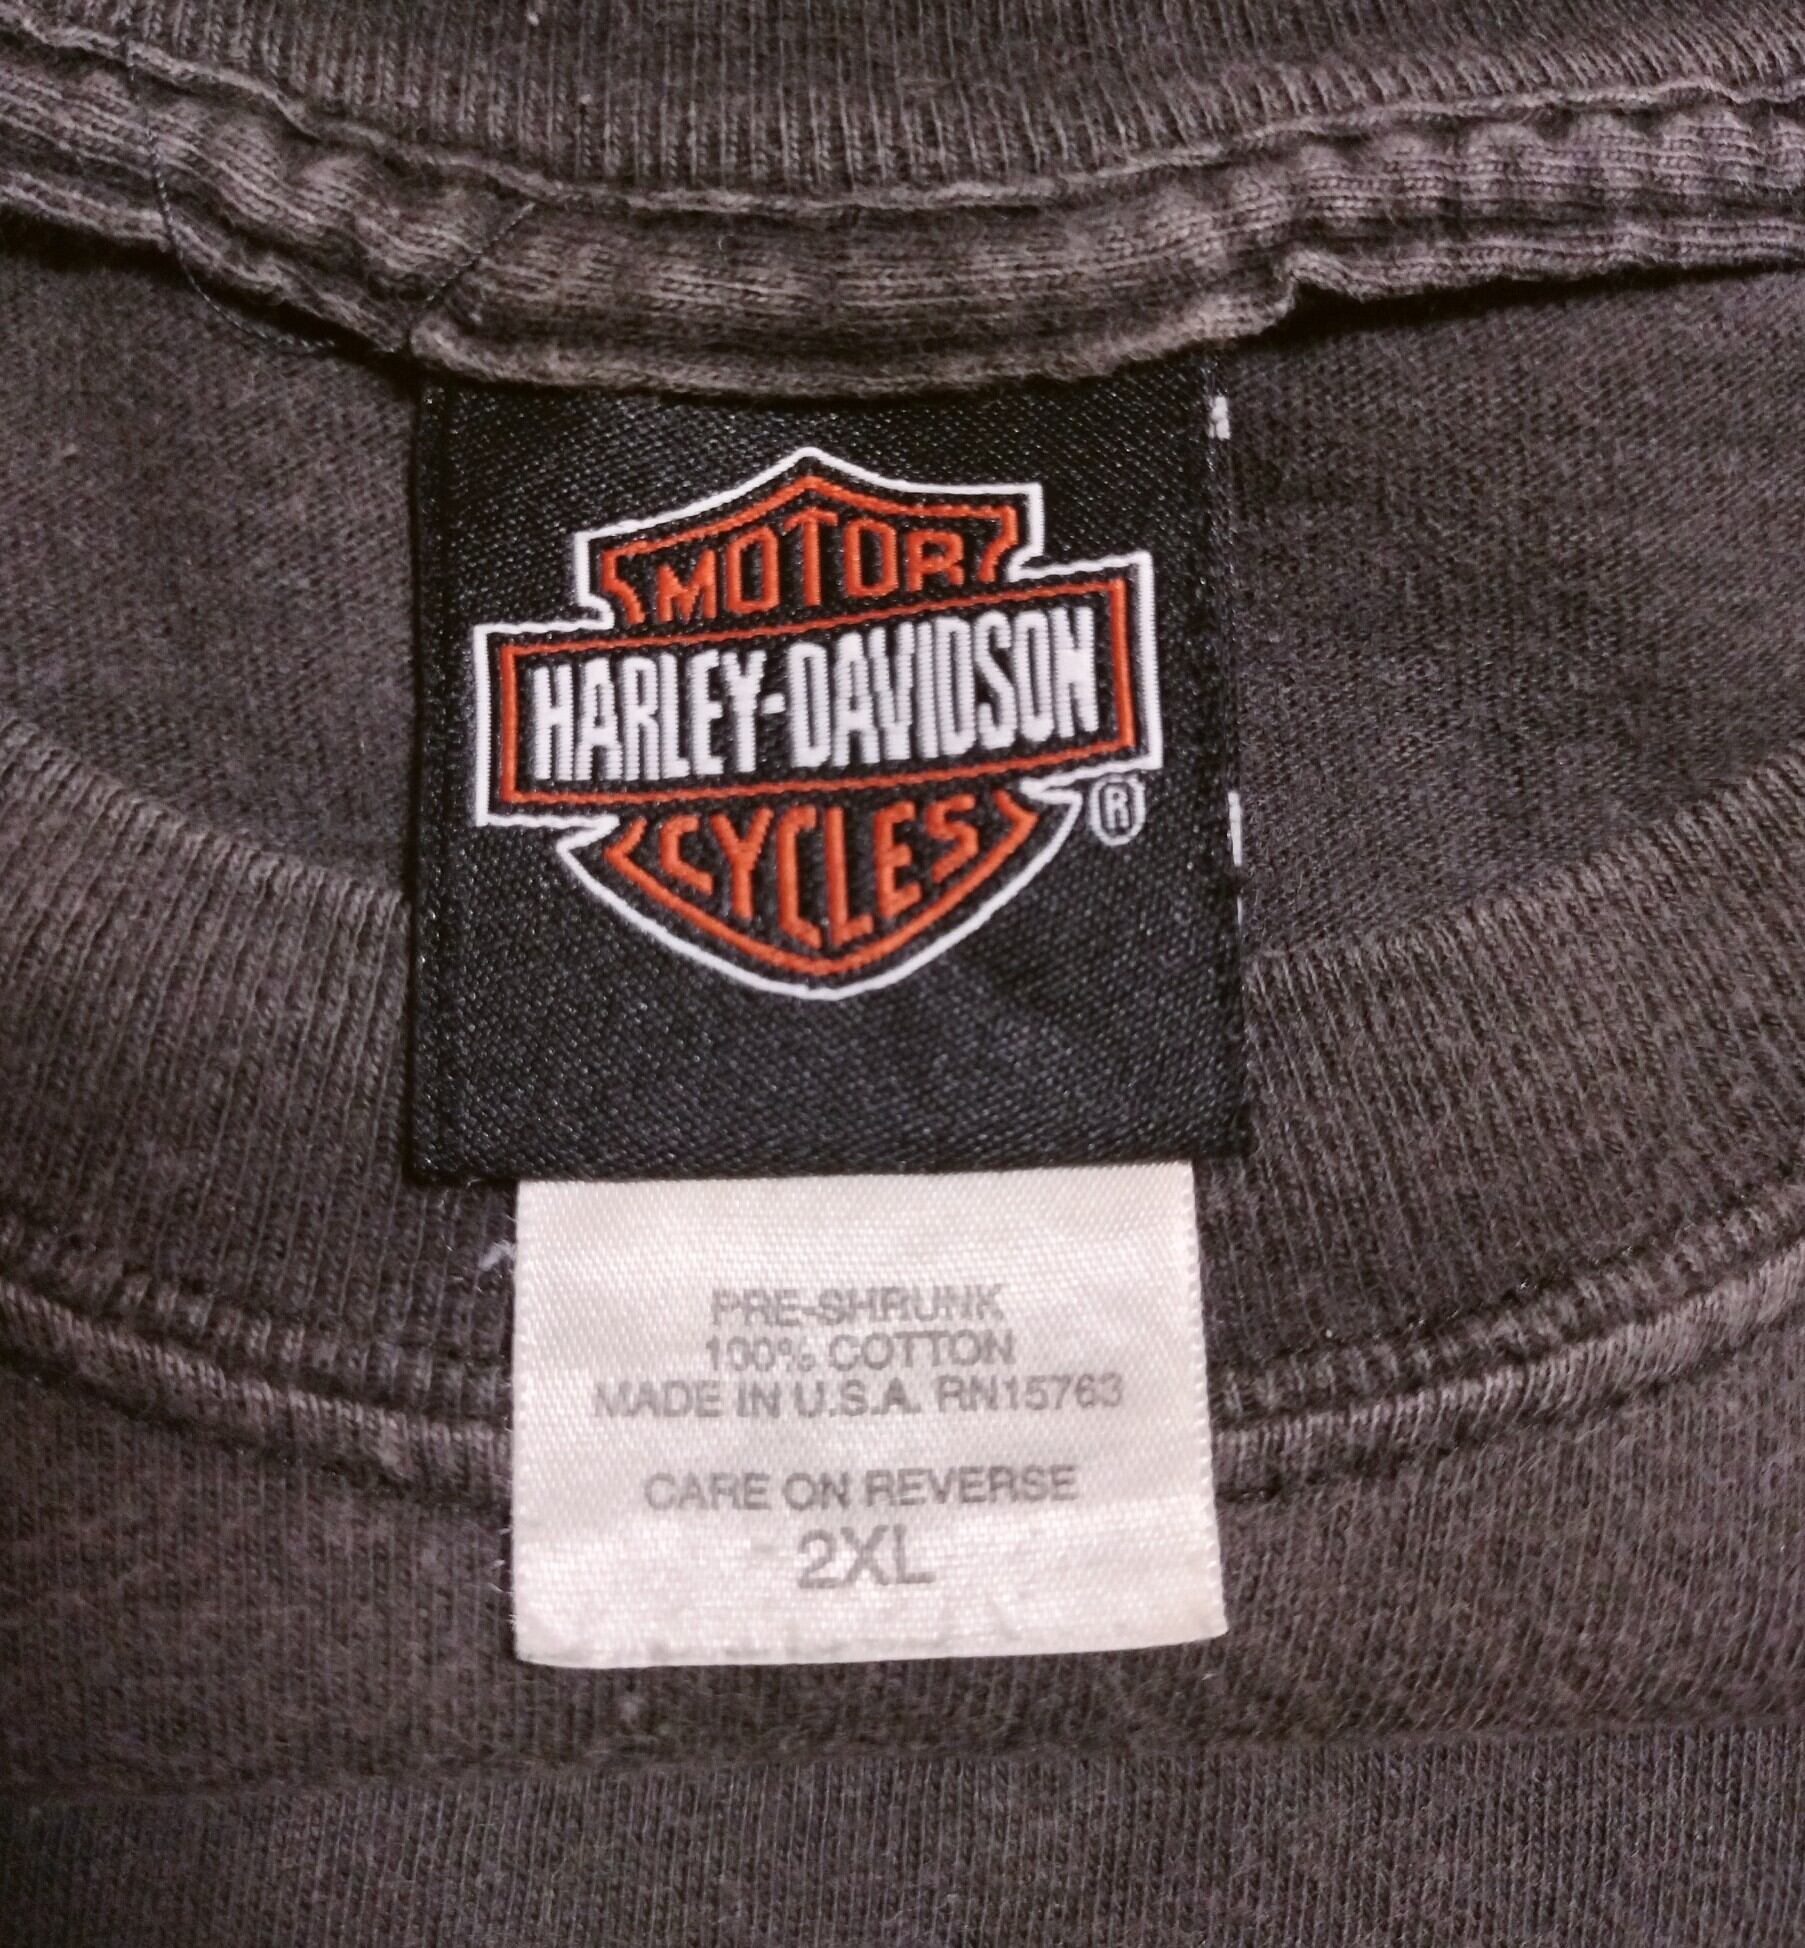 MOTOR
HARLEY-DAVIDSON
CYCLES
®
PRE-SHRUNK
100% COTTON
MADE IN U.S.A. RN15763
CARE ON REVERSE
2XL